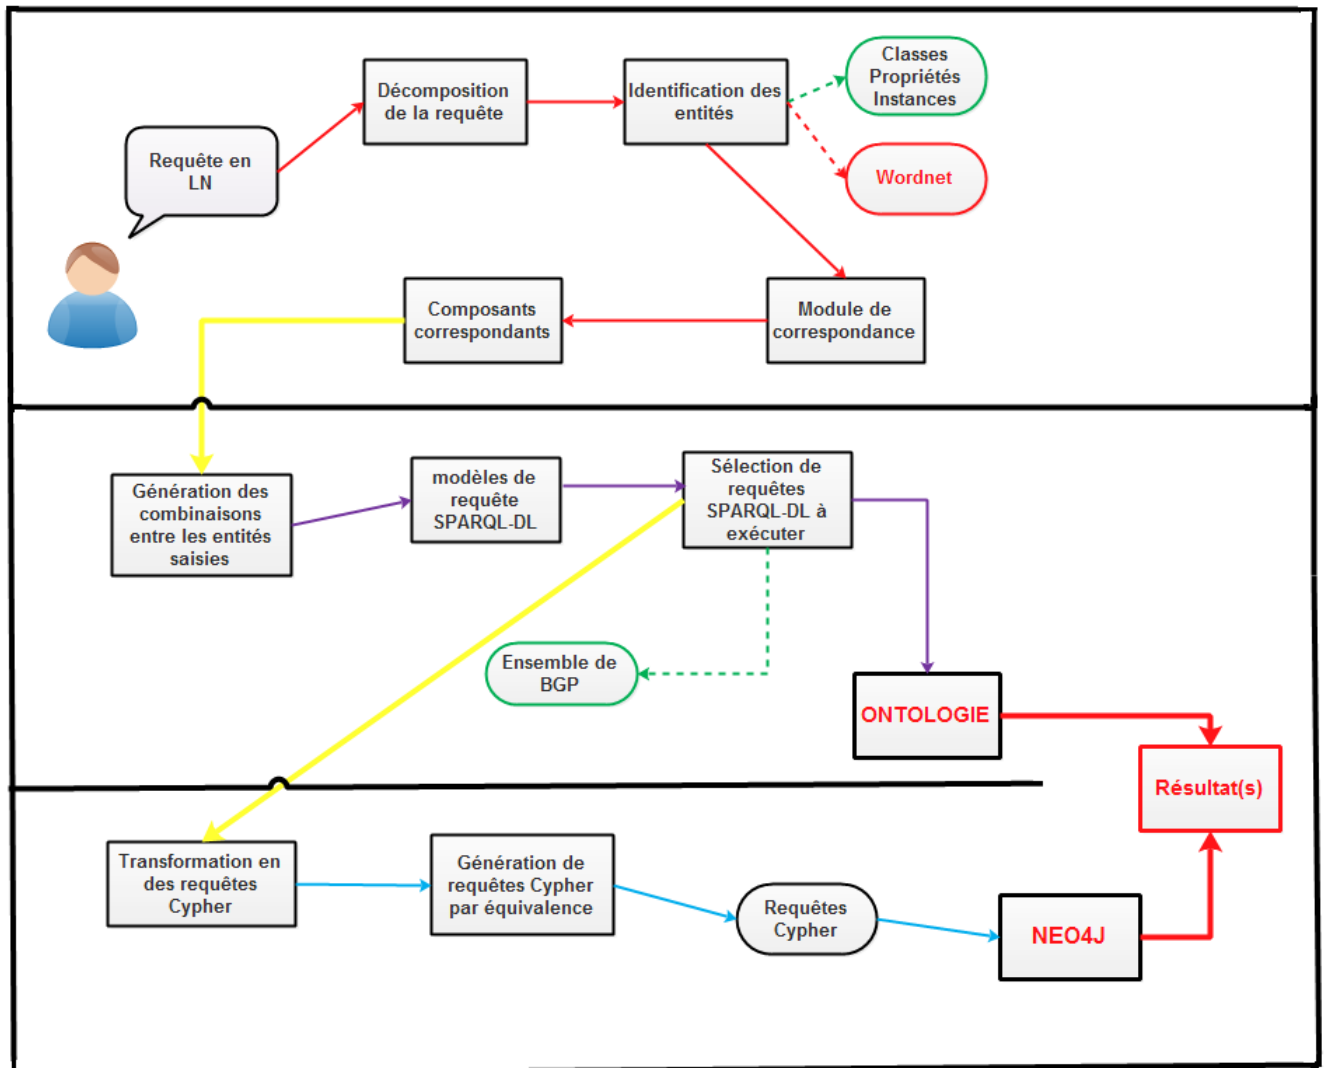 Requête en
LN
Décomposition
de la requête
Identification des
entités
Classes
Propriétés
Instances
Wordnet
Module de
correspondance
Composants
correspondants
Génération des
combinaisons
entre les entités
saisies
modèles de
requête
SPARQL-DL
Sélection de
requêtes
SPARQL-DL à
exécuter
Ensemble de
BGP
ONTOLOGIE
Résultat(s)
Transformation en
des requêtes
Cypher
Génération de
requêtes Cypher
par équivalence
Requêtes
Cypher
NEO4J